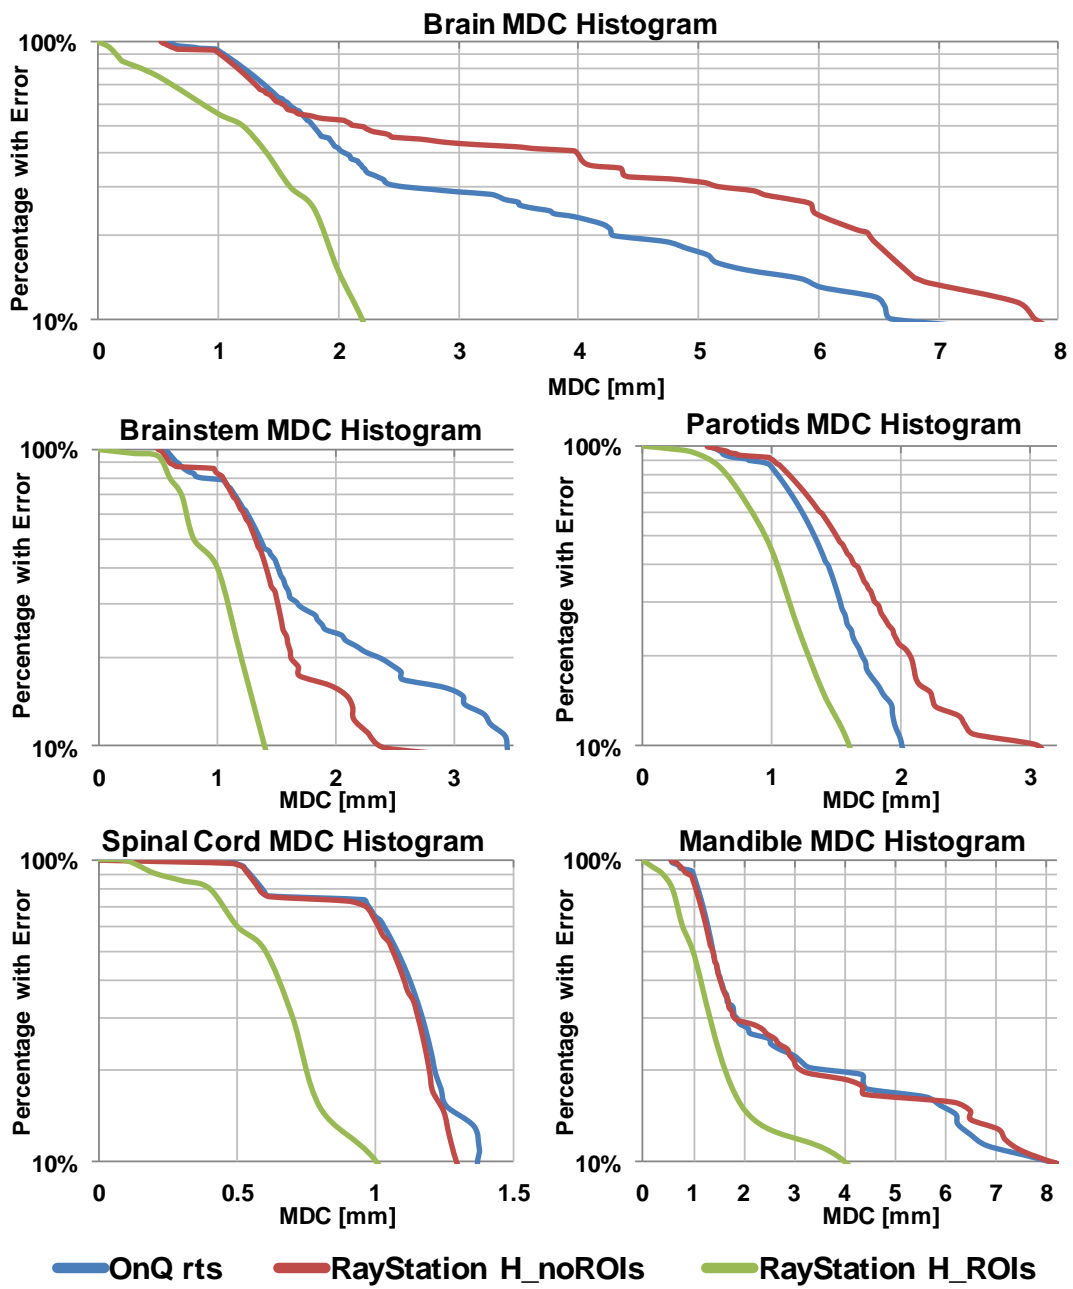 Brain MDC Histogram
100%
Percentage with Error
10%
0 1 2 3 4 5 6 7 8
MDC [mm]
Brainstem MDC Histogram
100%
Percentage with Error
10%
0 1 2 3
MDC [mm]
Parotids MDC Histogram
100%
Percentage with Error
10%
0 1 2 3
MDC [mm]
Spinal Cord MDC Histogram
100%
Percentage with Error
10%
0 0.5 1 1.5
MDC [mm]
Mandible MDC Histogram
100%
Percentage with Error
10%
0 1 2 3 4 5 6 7 8
MDC [mm]
OnQ rts RayStation H_noROIs RayStation H_ROIs